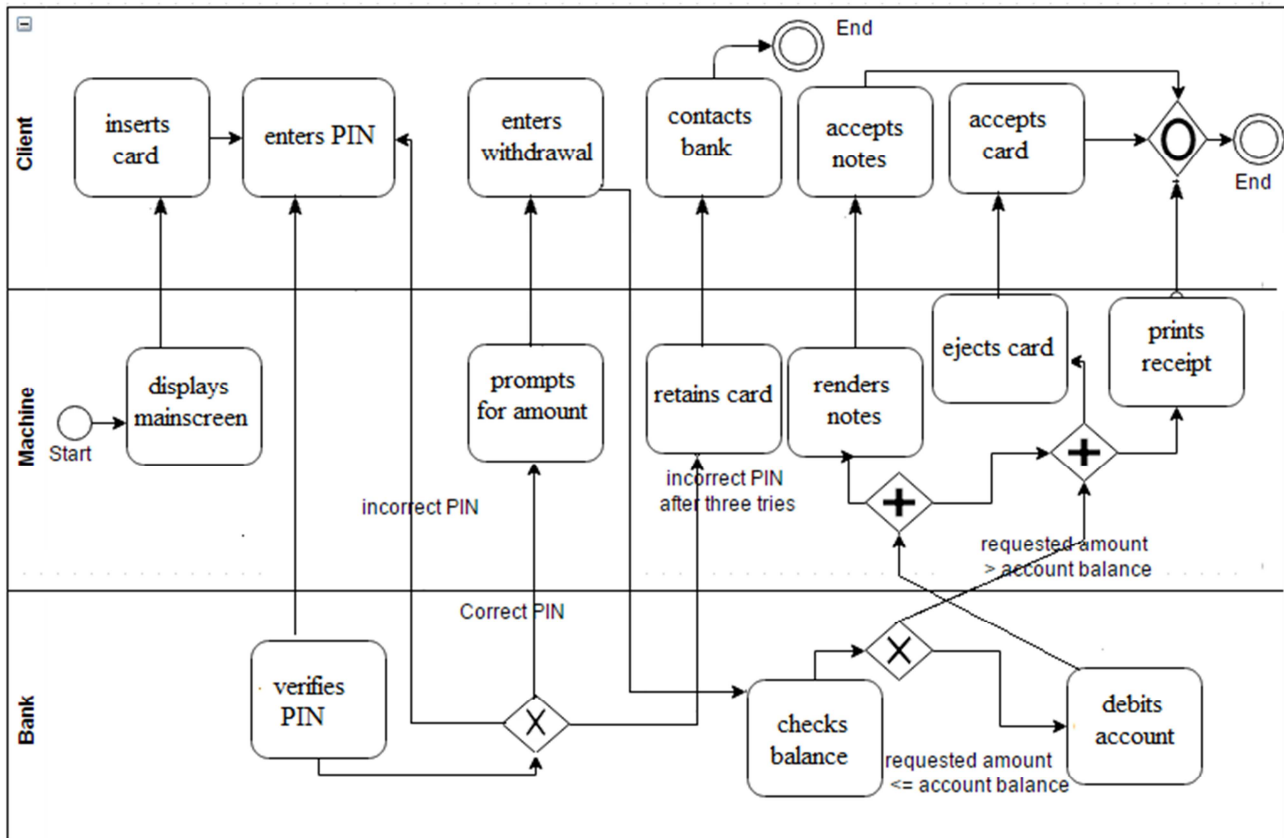 Client
inserts
card
enters PIN
enters
withdrawal
contacts
bank
End
accepts
notes
accepts
card
End
Machine
Start
displays
mainscreen
prompts
for amount
retains card
renders
notes
ejects card
prints
receipt
incorrect PIN
incorrect PIN
after three tries
requested amount
> account balance
Bank
Correct PIN
verifies
PIN
checks
balance
requested amount
<= account balance
debits
account